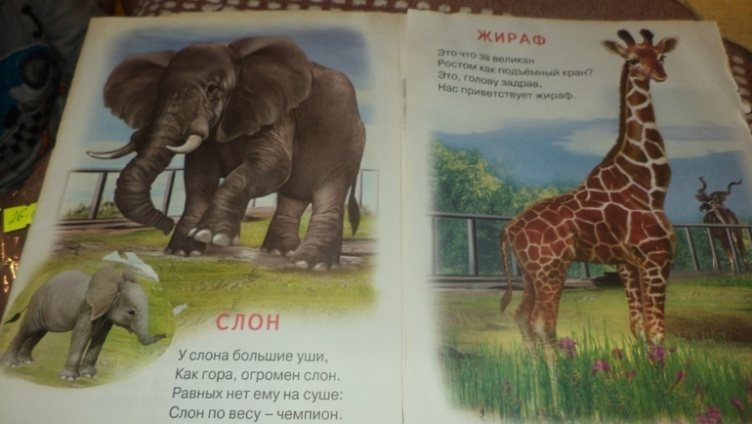 СЛОН
У слона большие уши,
Как гора, огромен слон.
Равных нет ему на суше:
Слон по весу – чемпион.
ЖИРАФ
Это что за великан
Ростом как подъёмный кран?
Это, голову задрав,
Нас приветствует жираф.